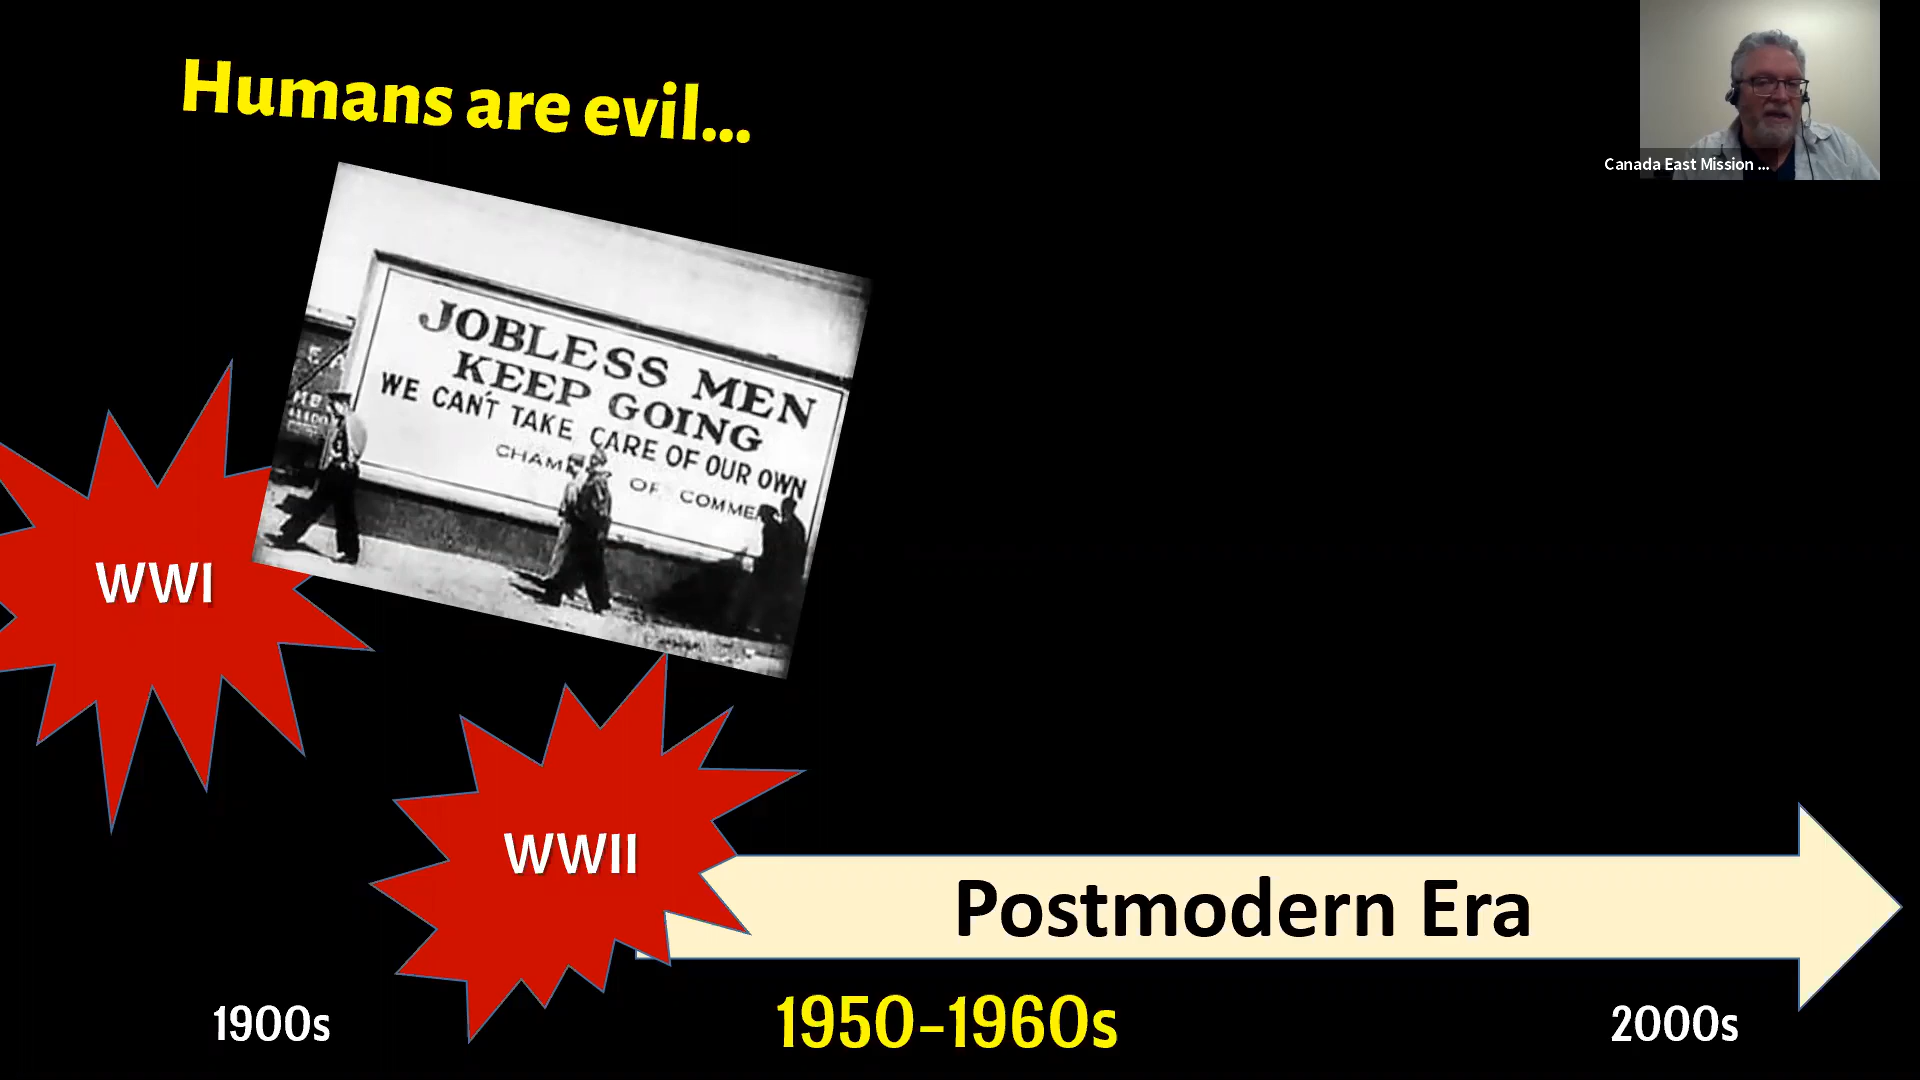 Humans are evil...
Canada East Mission ...
JOBLESS MEN
KEEP GOING
WE CAN'T TAKE CARE OF OUR OWN
OF
WWI
WWII
Postmodern Era
1900s
1950-1960s
2000s